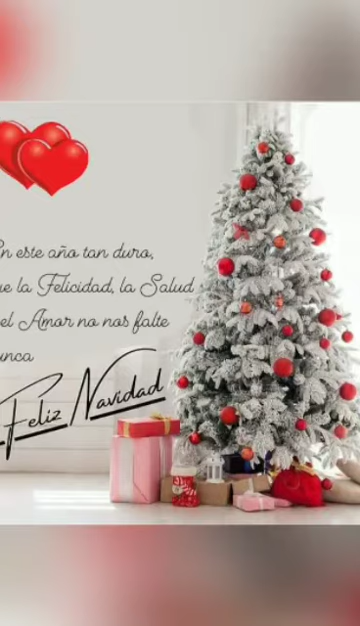 n este año tan duro,
ue la Felicidad, la Salud
el Amor no nos falte
unca
Feliz Navidad